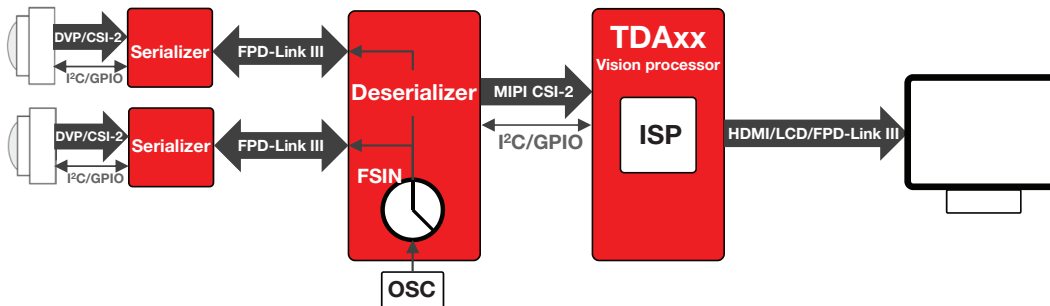 DVP/CSI-2
I²C/GPIO
Serializer
FPD-Link III
DVP/CSI-2
I²C/GPIO
Serializer
FPD-Link III
Deserializer
FSIN
OSC
MIPI CSI-2
I²C/GPIO
TDAxx
Vision processor
ISP
HDMI/LCD/FPD-Link III